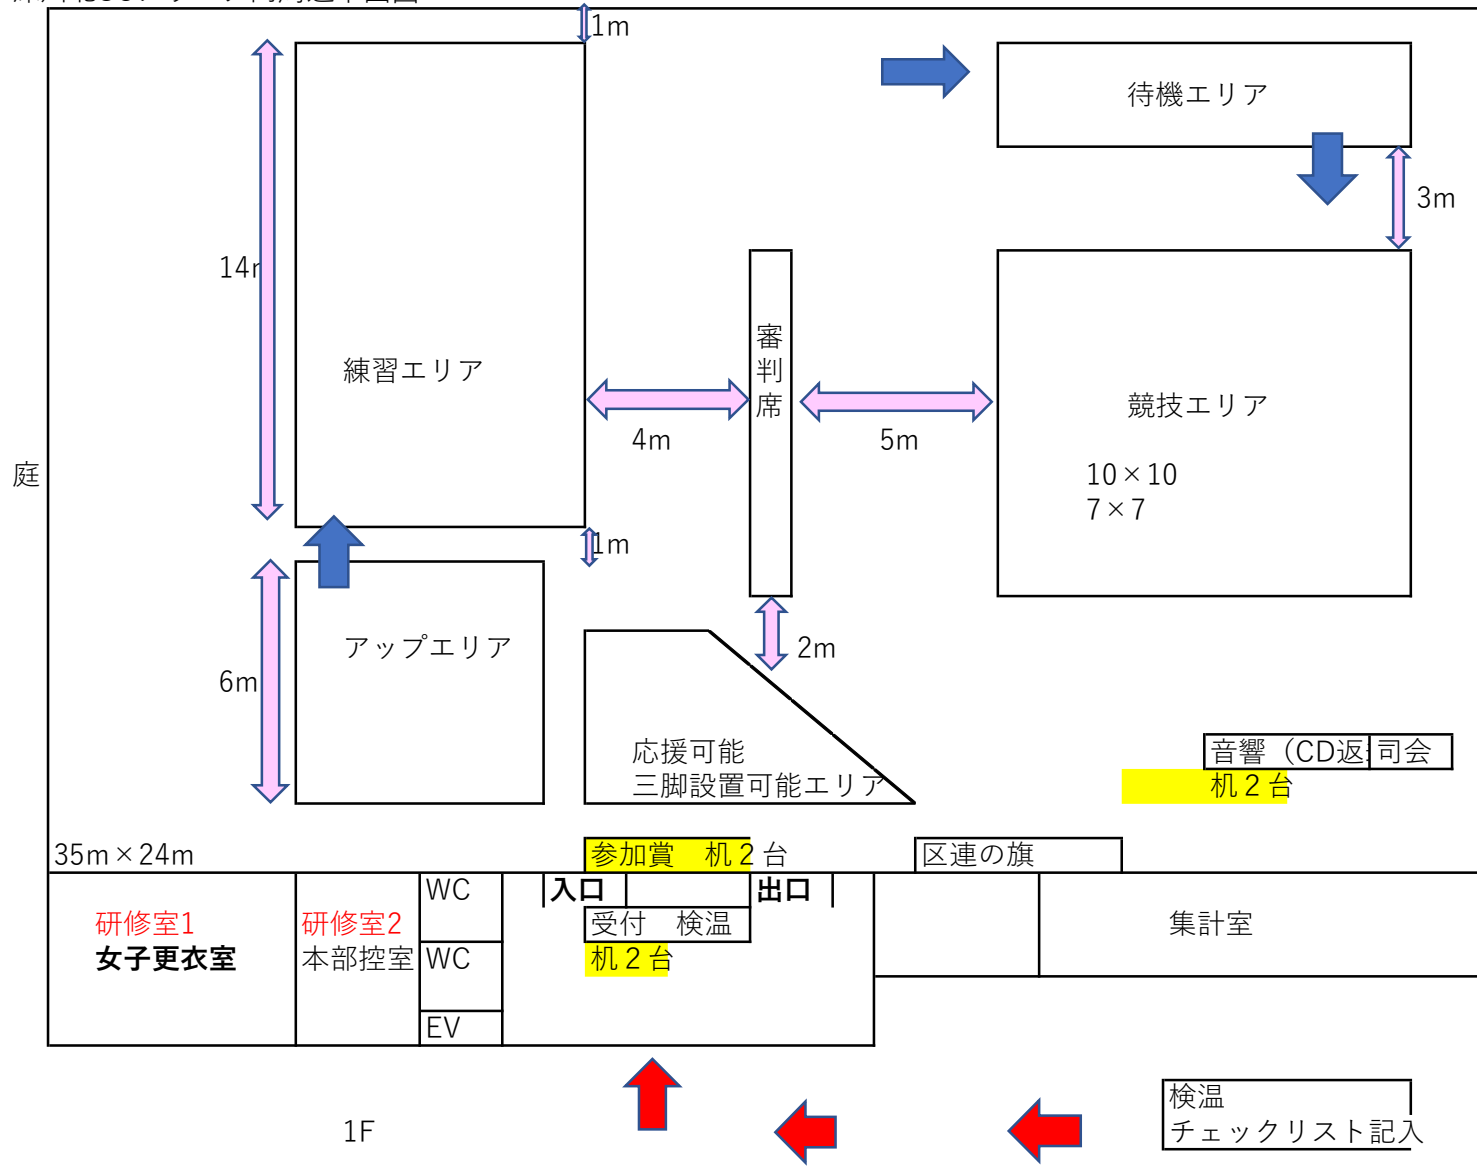 1m
待機エリア
3m
14m
審判席
練習エリア
4m
5m
競技エリア
10×10
7×7
庭
1m
アップエリア
2m
6m
応援可能
三脚設置可能エリア
音響（CD返
司会
机２台
35m×24m
参加賞　机２台
区連の旗
WC
入口
出口
研修室1
女子更衣室
研修室2
本部控室
WC
受付　検温
机２台
集計室
EV
検温
チェックリスト記入
1F